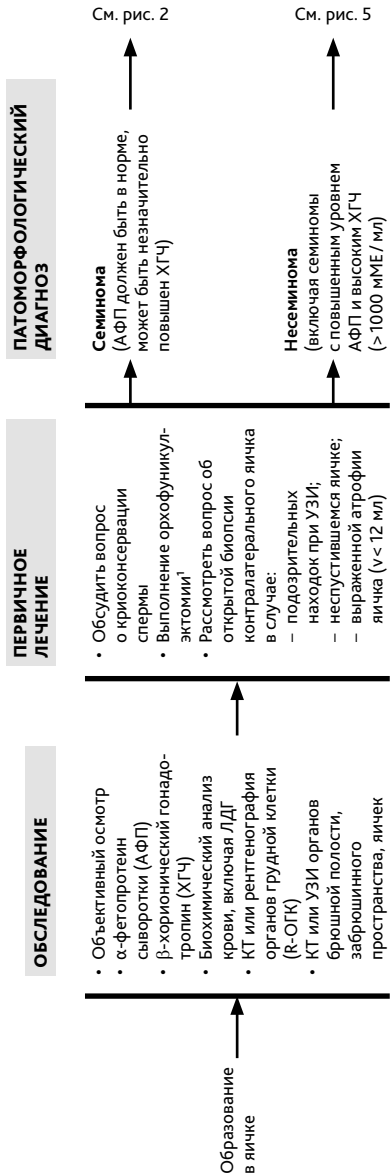 Образование
в яичке
ОБСЛЕДОВАНИЕ
• Объективный осмотр
• α-фетопротеин
сыворотки (АФП)
• β-хорионический гонадо-
тропин (ХГЧ)
• Биохимический анализ
крови, включая ЛДГ
• КТ или рентгенография
органов грудной клетки
(R-ОГК)
• КТ или УЗИ органов
брюшной полости,
забрюшинного
пространства, яичек
ПЕРВИЧНОЕ
ЛЕЧЕНИЕ
• Обсудить вопрос
о криоконсервации
спермы
• Выполнение орхофуникул-
эктомии¹
• Рассмотреть вопрос об
открытой биопсии
контралатерального яичка
в случае:
– подозрительных
находок при УЗИ;
– неспустившемся яичке;
– выраженной атрофии
яичка (v < 12 мл)
ПАТОМОРФОЛОГИЧЕСКИЙ
ДИАГНОЗ
Семинома
(АФП должен быть в норме,
может быть незначительно
повышен ХГЧ)
См. рис. 2
Несеминома
(включая семиномы
с повышенным уровнем
АФП и высоким ХГЧ
(> 1000 мМЕ / мл)
См. рис. 5